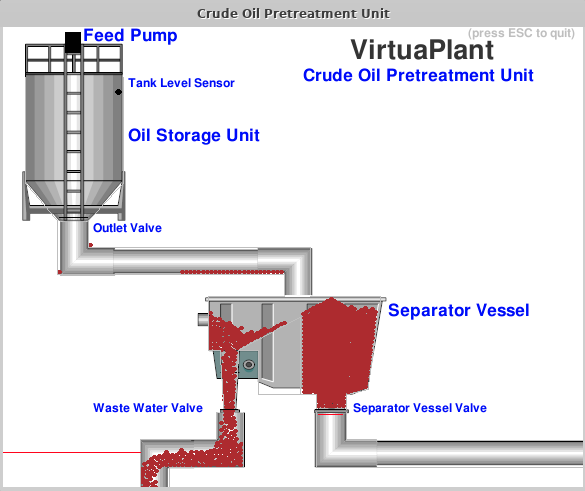 Crude Oil Pretreatment Unit
(press ESC to quit)
Feed Pump
VirtuaPlant
Crude Oil Pretreatment Unit
Tank Level Sensor
Oil Storage Unit
Outlet Valve
Separator Vessel
Waste Water Valve
Separator Vessel Valve